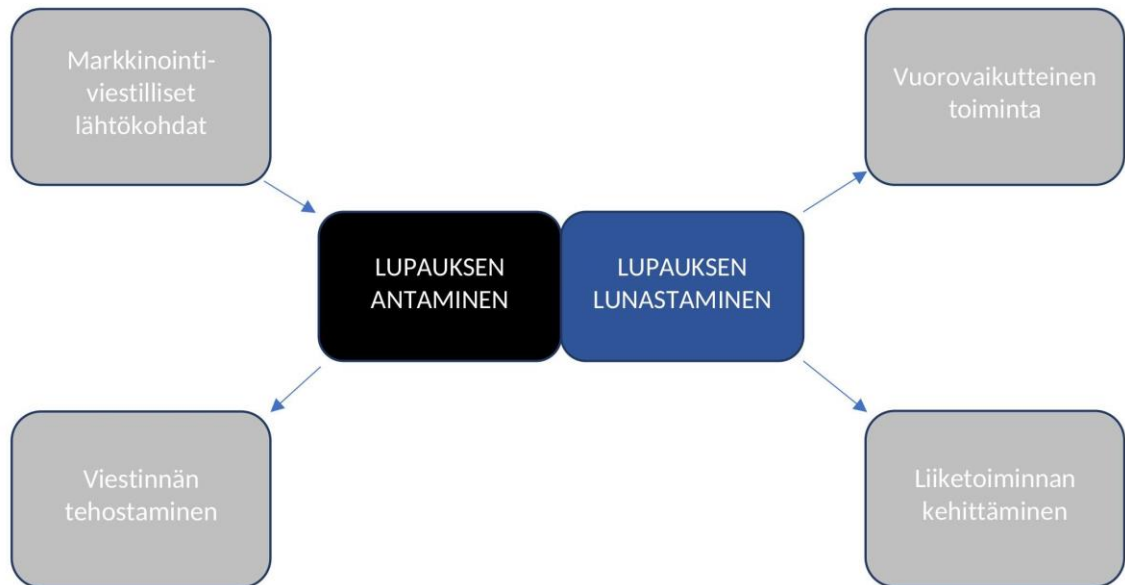 Markkinointi-
viestilliset
lähtökohdat
Vuorovaikutteinen
toiminta
LUPAUKSEN
ANTAMINEN
LUPAUKSEN
LUNASTAMINEN
Viestinnän
tehostaminen
Liiketoiminnan
kehittäminen